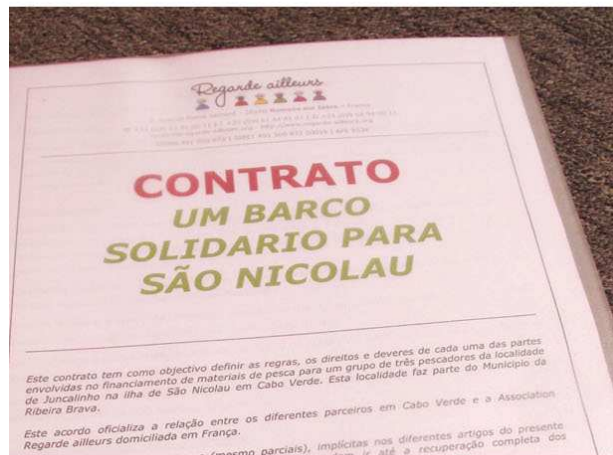 Regarde ailleurs
CONTRATO
UM BARCO
SOLIDARIO PARA
SÃO NICOLAU
Este contrato tem como objectivo definir as regras, os direitos e deveres de cada uma das partes
envolvidas no financiamento de materiais de pesca para um grupo de três pescadores da localidade
de Juncalinho na ilha de São Nicolau em Cabo Verde. Esta localidade faz parte do Municipio da
Ribeira Brava.
Este acordo oficializa a relação entre os diferentes parceiros em Cabo Verde e a Association
Regarde ailleurs domiciliada em França.
(mesmo parciais), implícitas nos diferentes artigos do presente
ir até a recuperação completa dos